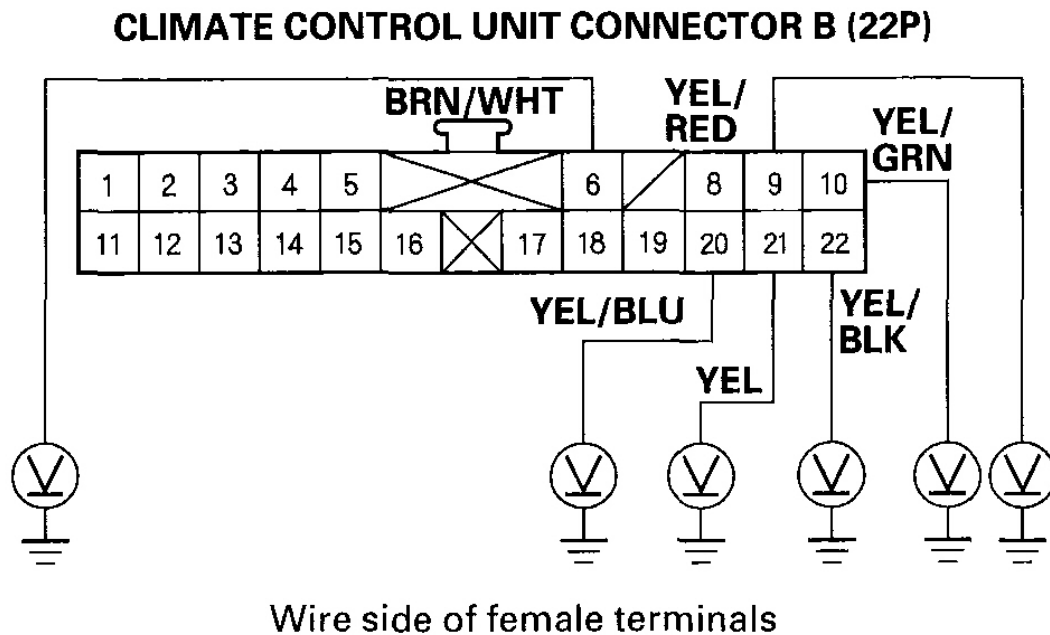 CLIMATE CONTROL UNIT CONNECTOR B (22P)
BRN/WHT
YEL/
RED
YEL/
GRN
1 2 3 4 5 6 8 9 10
11 12 13 14 15 16 17 18 19 20 21 22
YEL/BLU
YEL/
BLK
YEL
V V V V V V
Wire side of female terminals